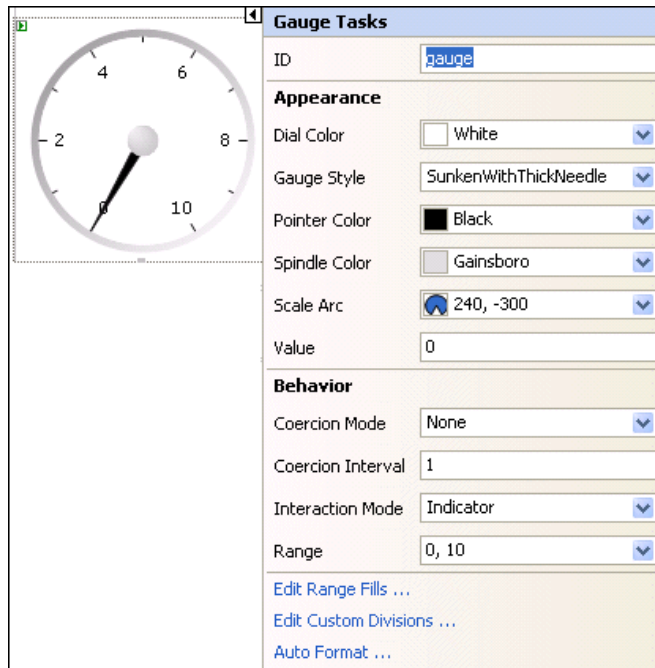 4 6
2 8
0 10
Gauge Tasks
ID gauge
Appearance
Dial Color White
Gauge Style SunkenWithThickNeedle
Pointer Color Black
Spindle Color Gainsboro
Scale Arc 240, -300
Value 0
Behavior
Coercion Mode None
Coercion Interval 1
Interaction Mode Indicator
Range 0, 10
Edit Range Fills ...
Edit Custom Divisions ...
Auto Format ...